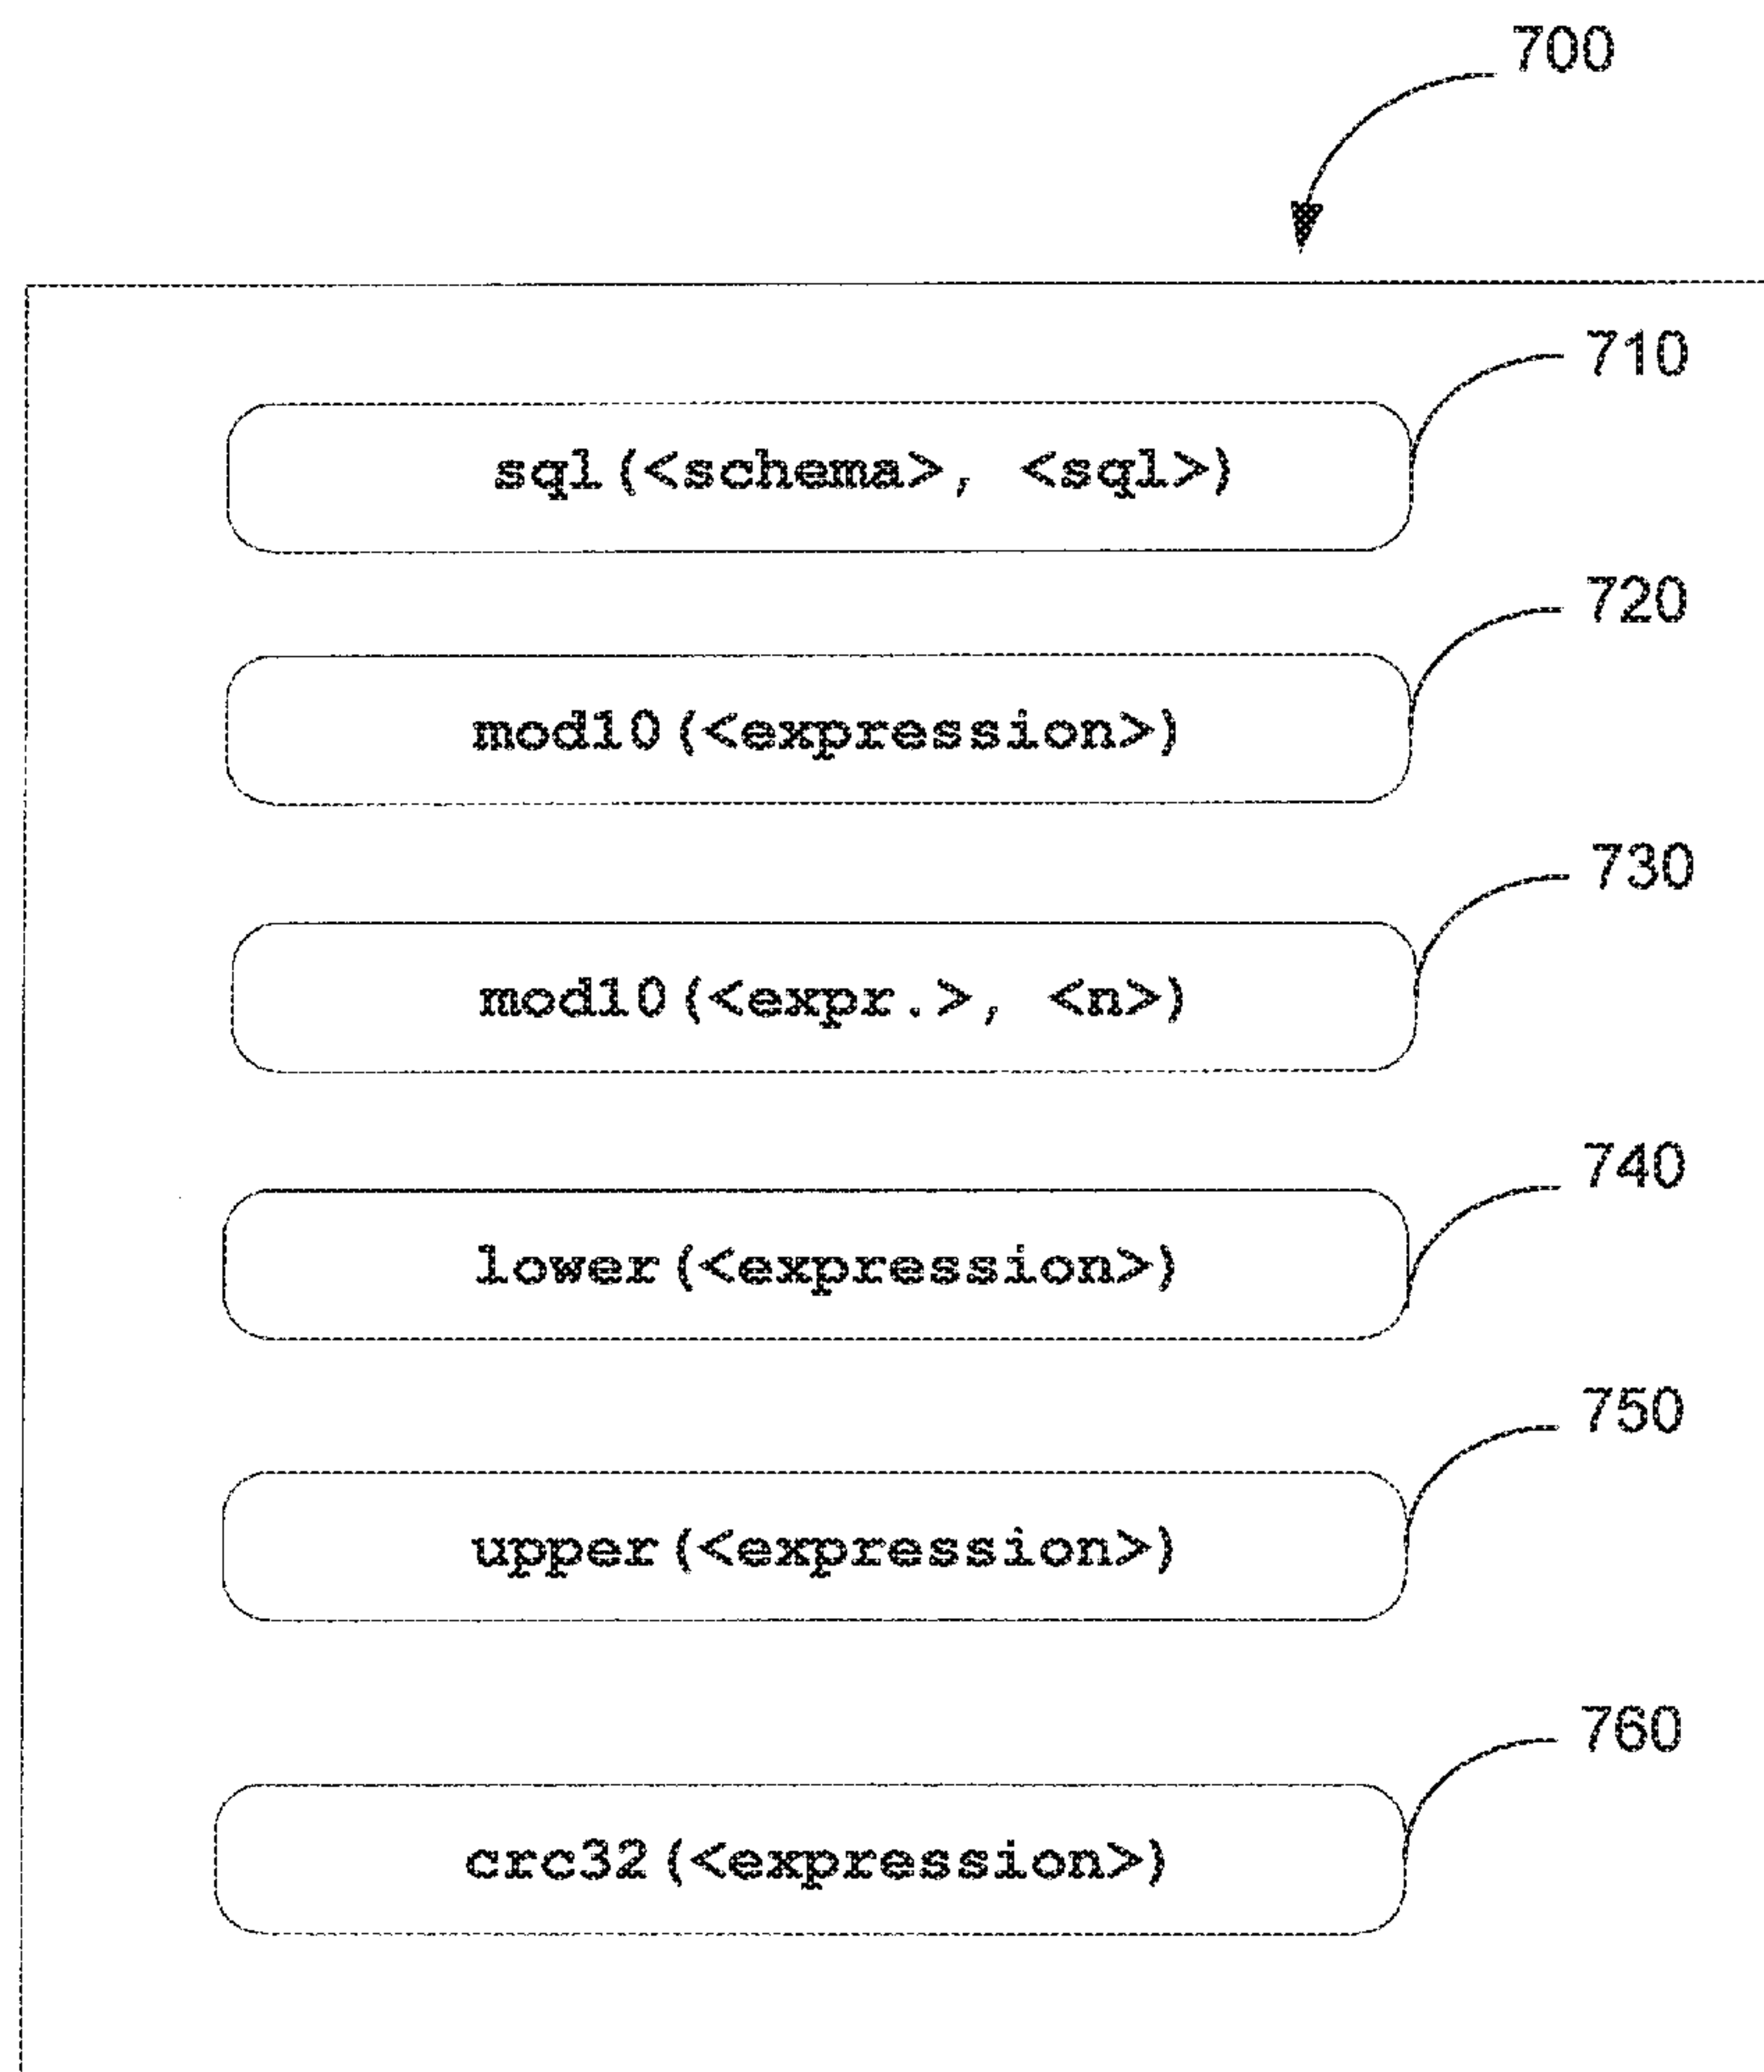 700
710
sql(<schema>, <sql>)
720
mod10(<expression>)
730
mod10(<expr.>, <n>)
740
lower(<expression>)
750
upper(<expression>)
760
crc32(<expression>)